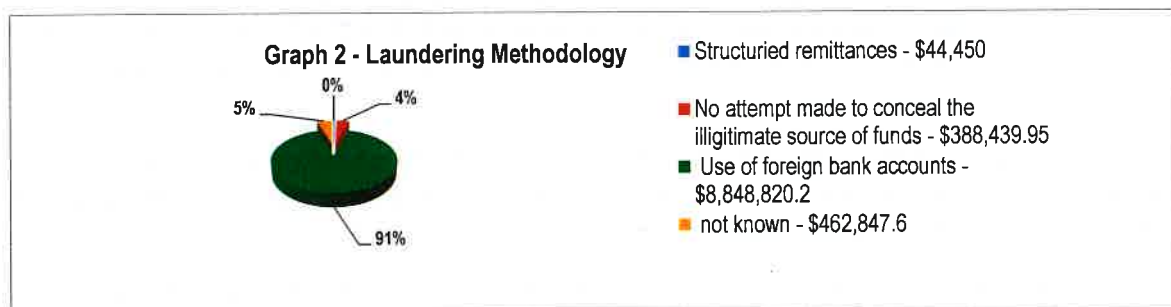 Graph 2 - Laundering Methodology
0%
4%
5%
91%
Structuried remittances - $44,450
No attempt made to conceal the
illigitimate source of funds - $388,439.95
Use of foreign bank accounts -
$8,848,820.2
not known - $462,847.6